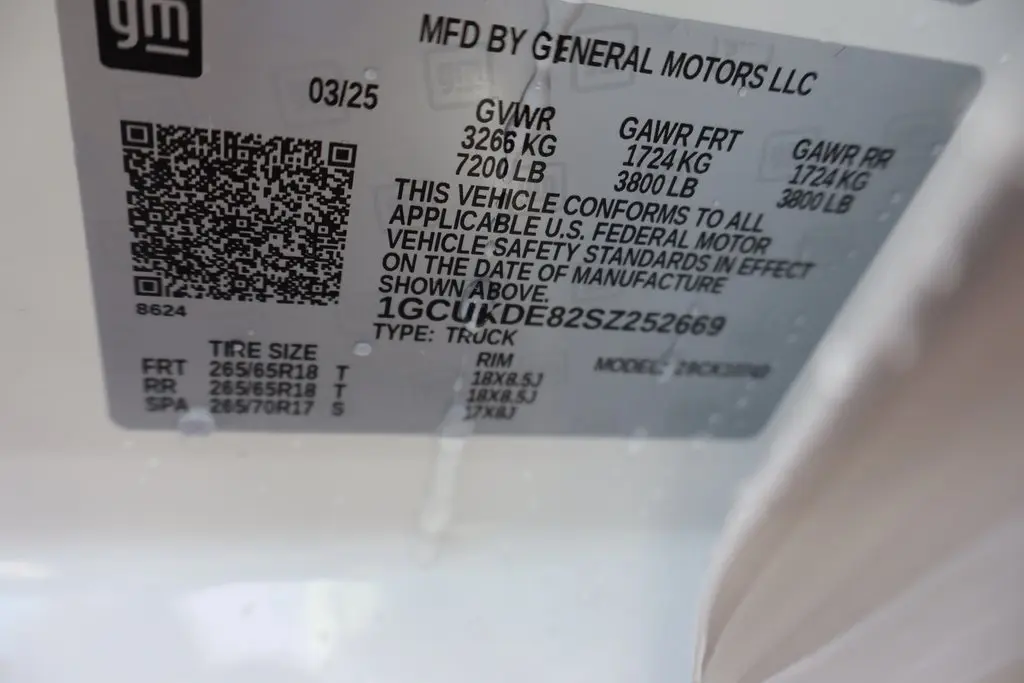 gm
MFD BY GENERAL MOTORS LLC
03/25
GVWR GAWR FRT GAWR RR
3266 KG 1724 KG 1724 KG
7200 LB 3800 LB 3800 LB
THIS VEHICLE CONFORMS TO ALL
APPLICABLE U.S. FEDERAL MOTOR
VEHICLE SAFETY STANDARDS IN EFFECT
ON THE DATE OF MANUFACTURE
SHOWN ABOVE.
1GCUKDE82SZ252669
8624
TYPE: TRUCK
MODEL:
TIRE SIZE RIM
FRT 265/65R18 T 18X8.5J
RR 265/65R18 T 18X8.5J
SPA 265/70R17 S 17X8J